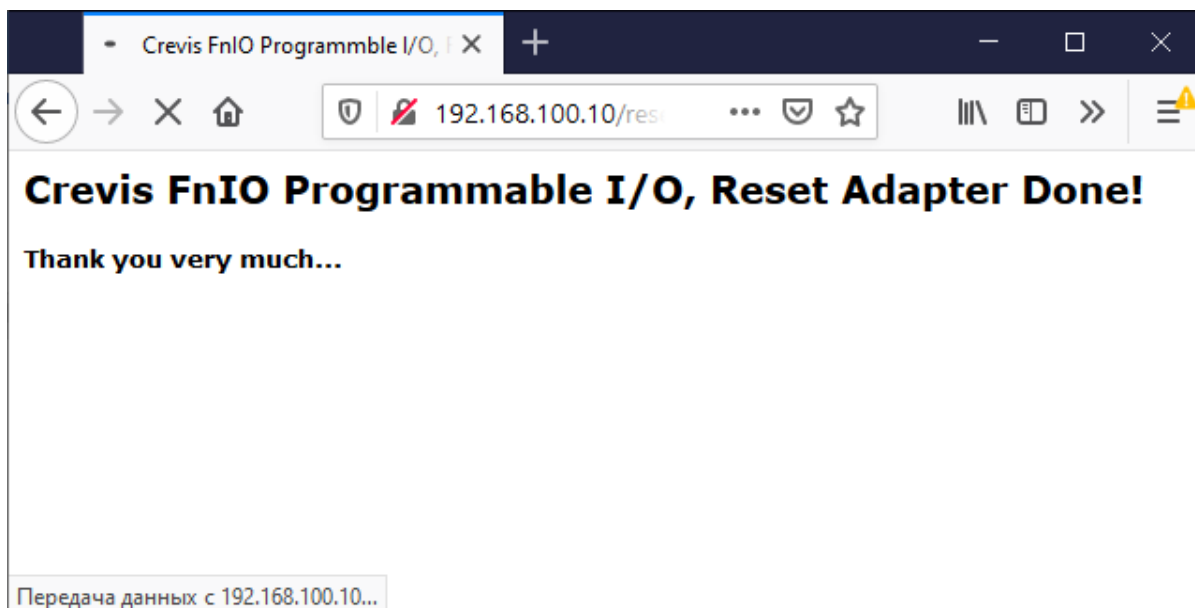 Crevis FnIO Programmble I/O, F
192.168.100.10/rese
Crevis FnIO Programmable I/O, Reset Adapter Done!
Thank you very much...
Передача данных с 192.168.100.10...